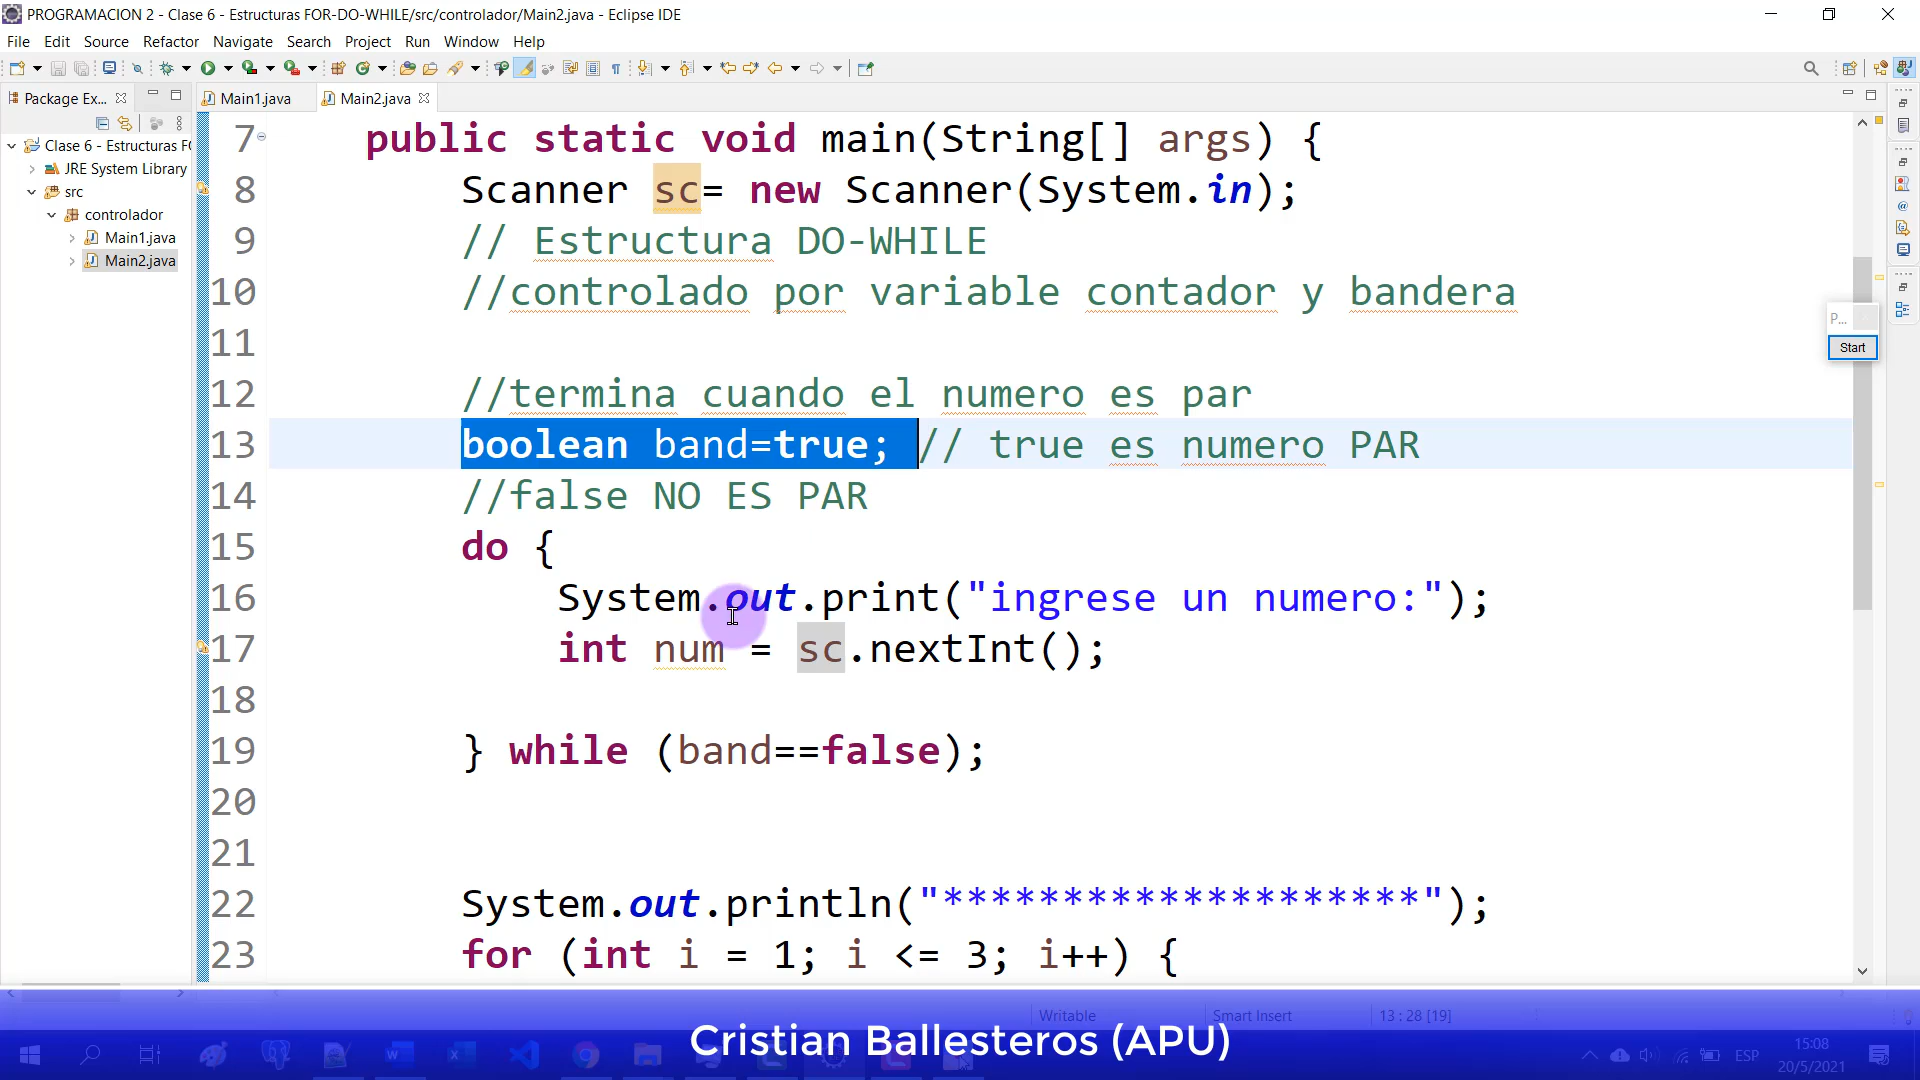 PROGRAMACION 2 - Clase 6 - Estructuras FOR-DO-WHILE/src/controlador/Main2.java - Eclipse IDE
File Edit Source Refactor Navigate Search Project Run Window Help
Package Ex...
Main1.java
Main2.java
Clase 6 - Estructuras F
JRE System Library
src
controlador
Main1.java
Main2.java
7 public static void main(String[] args) {
8 Scanner sc= new Scanner(System.in);
9 // Estructura DO-WHILE
10 //controlado por variable contador y bandera
11
12 //termina cuando el numero es par
13 boolean band=true; // true es numero PAR
14 //false NO ES PAR
15 do {
16 System.out.print("ingrese un numero:");
17 int num = sc.nextInt();
18
19 } while (band==false);
20
21
22 System.out.println("********************");
23 for (int i = 1; i <= 3; i++) {
P...
Start
Writable
Smart Insert
13 : 28 [19]
Cristian Ballesteros (APU)
ESP
15:08
20/5/2021